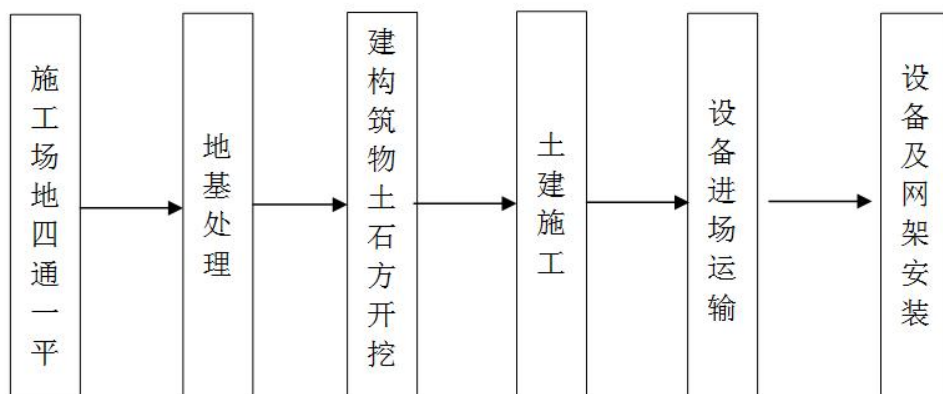 施工场地四通一平
地基处理
建构筑物土石方开挖
土建施工
设备进场运输
设备及网架安装